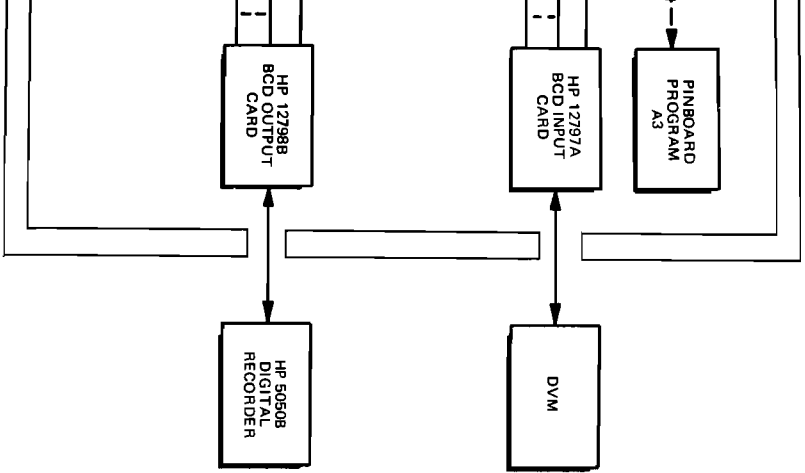 PINBOARD
PROGRAM
A3
HP 12797A
BCD INPUT
CARD
HP 12798B
BCD OUTPUT
CARD
DVM
HP 5050B
DIGITAL
RECORDER